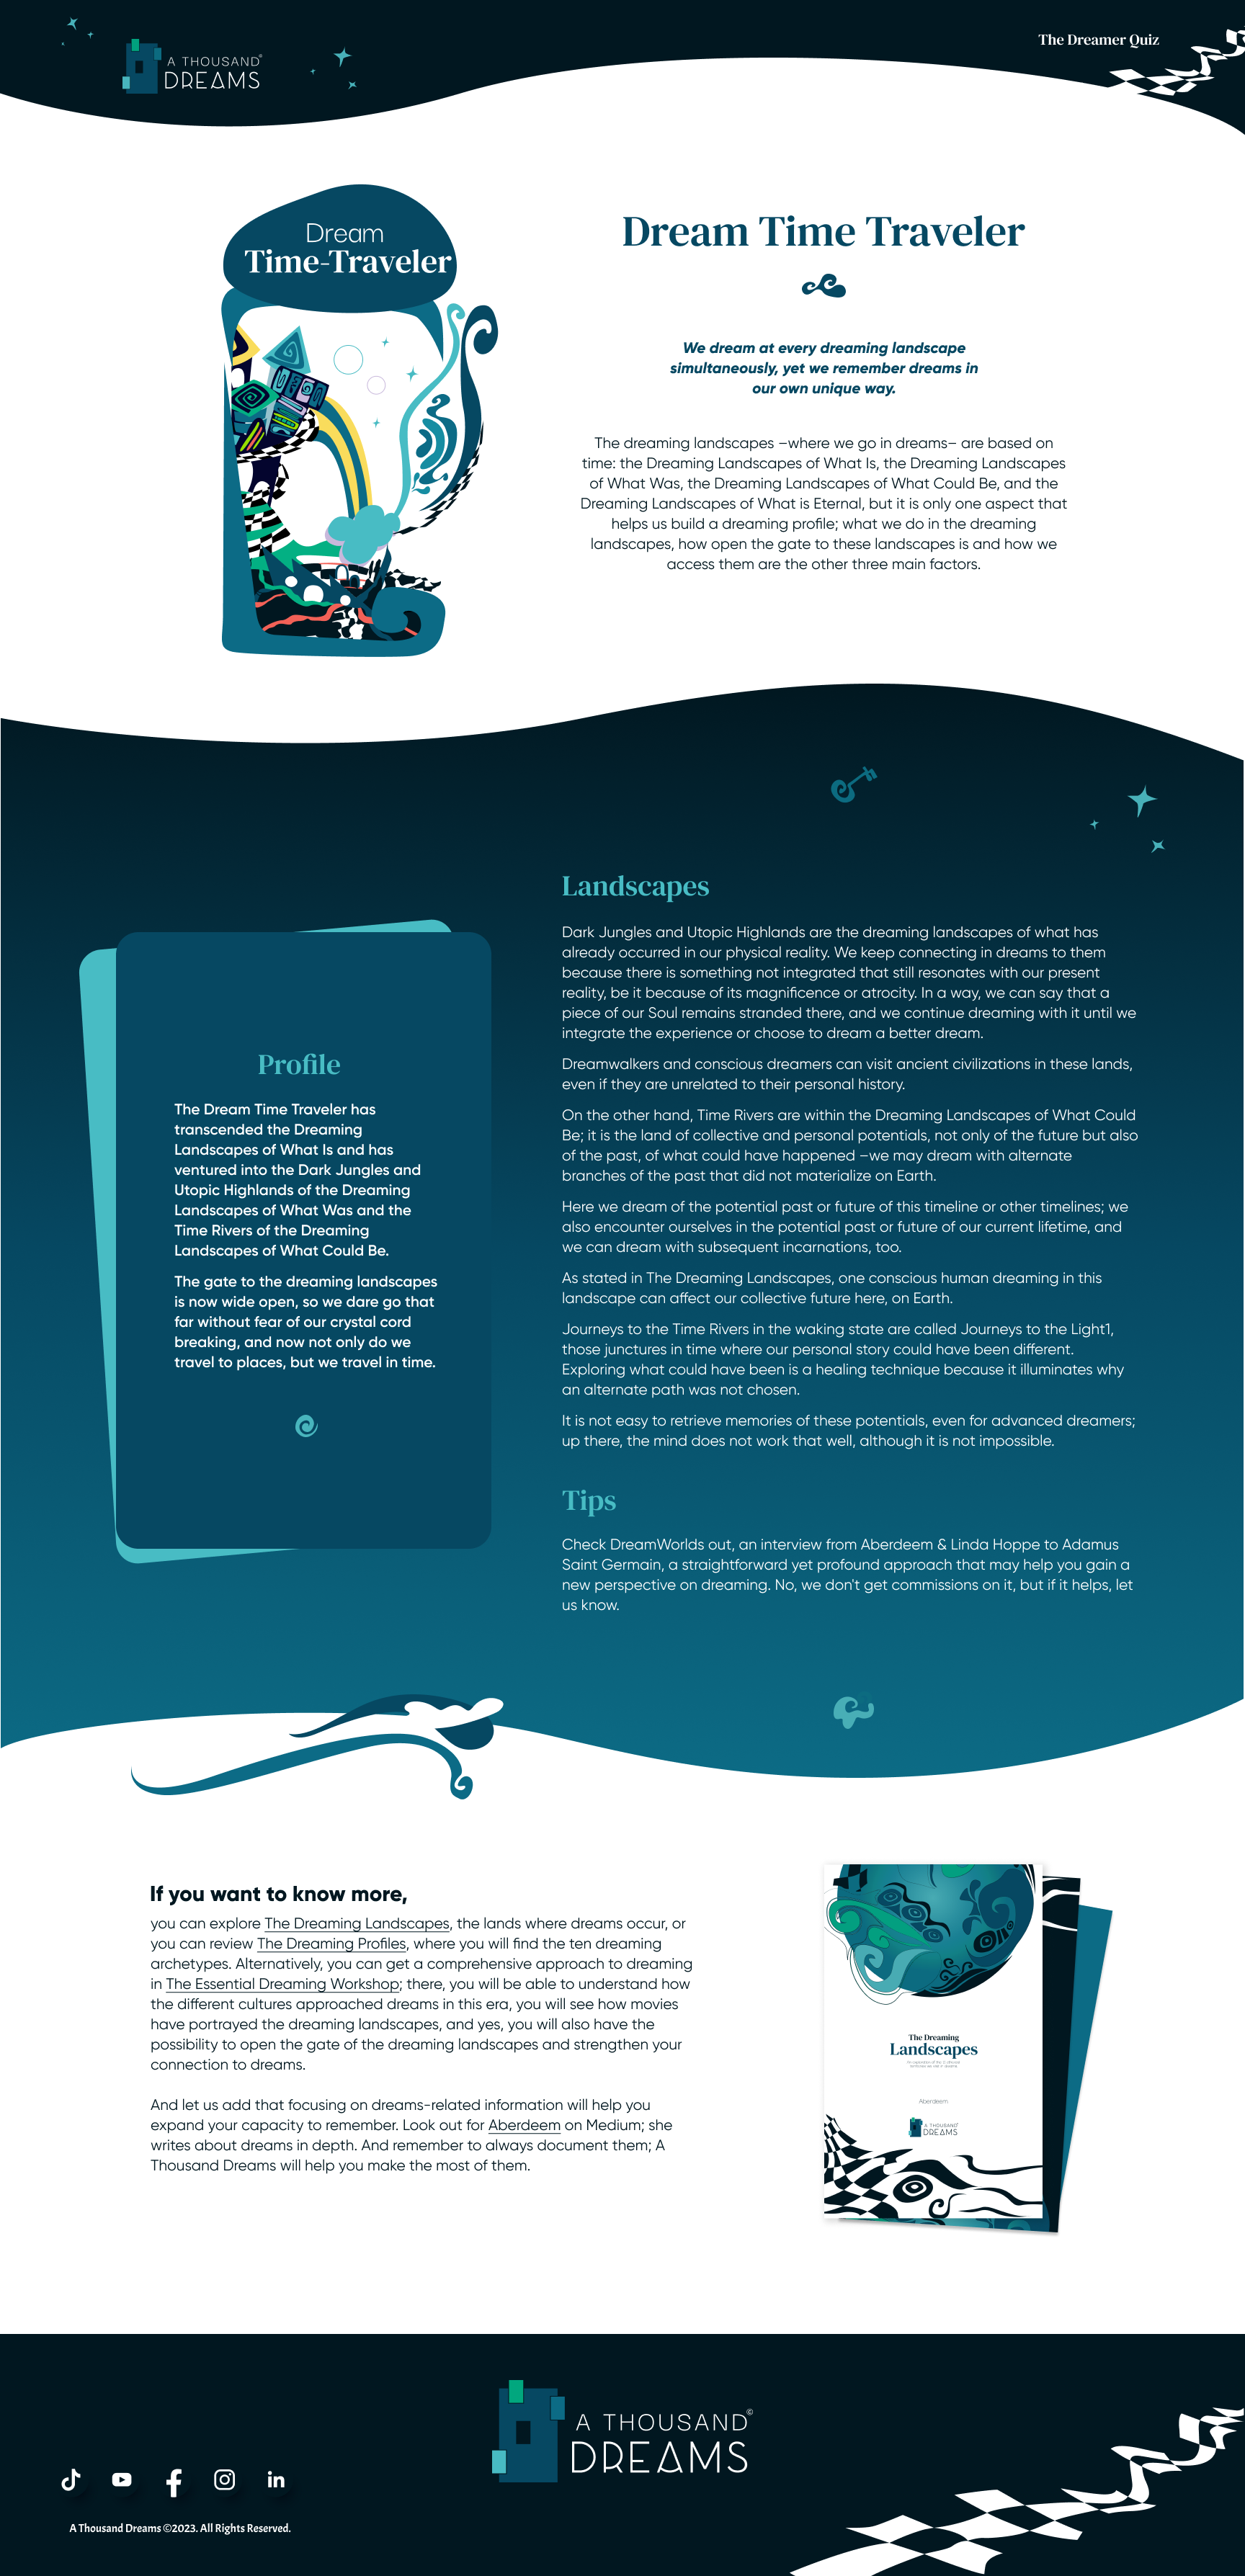 A THOUSAND
DREAMS
The Dreamer Quiz
Dream
Time-Traveler
Dream Time Traveler
We dream at every dreaming landscape
simultaneously, yet we remember dreams in
our own unique way.
The dreaming landscapes –where we go in dreams– are based on
time: the Dreaming Landscapes of What Is, the Dreaming Landscapes
of What Was, the Dreaming Landscapes of What Could Be, and the
Dreaming Landscapes of What is Eternal, but it is only one aspect that
helps us build a dreaming profile; what we do in the dreaming
landscapes, how open the gate to these landscapes is and how we
access them are the other three main factors.
Profile
The Dream Time Traveler has
transcended the Dreaming
Landscapes of What Is and has
ventured into the Dark Jungles and
Utopic Highlands of the Dreaming
Landscapes of What Was and the
Time Rivers of the Dreaming
Landscapes of What Could Be.
The gate to the dreaming landscapes
is now wide open, so we dare go that
far without fear of our crystal cord
breaking, and now not only do we
travel to places, but we travel in time.
Landscapes
Dark Jungles and Utopic Highlands are the dreaming landscapes of what has
already occurred in our physical reality. We keep connecting in dreams to them
because there is something not integrated that still resonates with our present
reality, be it because of its magnificence or atrocity. In a way, we can say that a
piece of our Soul remains stranded there, and we continue dreaming with it until we
integrate the experience or choose to dream a better dream.
Dreamwalkers and conscious dreamers can visit ancient civilizations in these lands,
even if they are unrelated to their personal history.
On the other hand, Time Rivers are within the Dreaming Landscapes of What Could
Be; it is the land of collective and personal potentials, not only of the future but also
of the past, of what could have happened –we may dream with alternate
branches of the past that did not materialize on Earth.
Here we dream of the potential past or future of this timeline or other timelines; we
also encounter ourselves in the potential past or future of our current lifetime, and
we can dream with subsequent incarnations, too.
As stated in The Dreaming Landscapes, one conscious human dreaming in this
landscape can affect our collective future here, on Earth.
Journeys to the Time Rivers in the waking state are called Journeys to the Light1,
those junctures in time where our personal story could have been different.
Exploring what could have been is a healing technique because it illuminates why
an alternate path was not chosen.
It is not easy to retrieve memories of these potentials, even for advanced dreamers;
up there, the mind does not work that well, although it is not impossible.
Tips
Check DreamWorlds out, an interview from Aberdeem & Linda Hoppe to Adamus
Saint Germain, a straightforward yet profound approach that may help you gain a
new perspective on dreaming. No, we don't get commissions on it, but if it helps, let
us know.
If you want to know more,
you can explore The Dreaming Landscapes, the lands where dreams occur, or
you can review The Dreaming Profiles, where you will find the ten dreaming
archetypes. Alternatively, you can get a comprehensive approach to dreaming
in The Essential Dreaming Workshop; there, you will be able to understand how
the different cultures approached dreams in this era, you will see how movies
have portrayed the dreaming landscapes, and yes, you will also have the
possibility to open the gate of the dreaming landscapes and strengthen your
connection to dreams.
And let us add that focusing on dreams-related information will help you
expand your capacity to remember. Look out for Aberdeem on Medium; she
writes about dreams in depth. And remember to always document them; A
Thousand Dreams will help you make the most of them.
The Dreaming
Landscapes
Aberdeem
A THOUSAND
DREAMS
A THOUSAND©
DREAMS
A Thousand Dreams ©2023. All Rights Reserved.